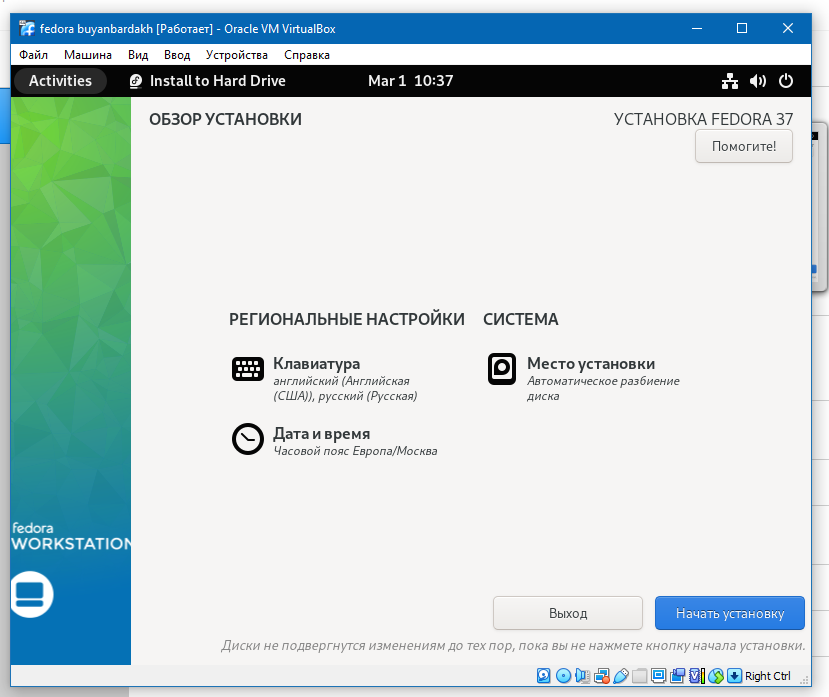 fedora buyanbardakh [Работает] - Oracle VM VirtualBox
Файл Машина Вид Ввод Устройства Справка
Activities Install to Hard Drive Mar 1 10:37
ОБЗОР УСТАНОВКИ
УСТАНОВКА FEDORA 37
Помогите!
РЕГИОНАЛЬНЫЕ НАСТРОЙКИ
Клавиатура
английский (Английская
(США)), русский (Русская)
Дата и время
Часовой пояс Европа/Москва
СИСТЕМА
Место установки
Автоматическое разбиение
диска
fedora
WORKSTATION
Выход
Начать установку
Диски не подвергнутся изменениям до тех пор, пока вы не нажмете кнопку начала установки.
Right Ctrl